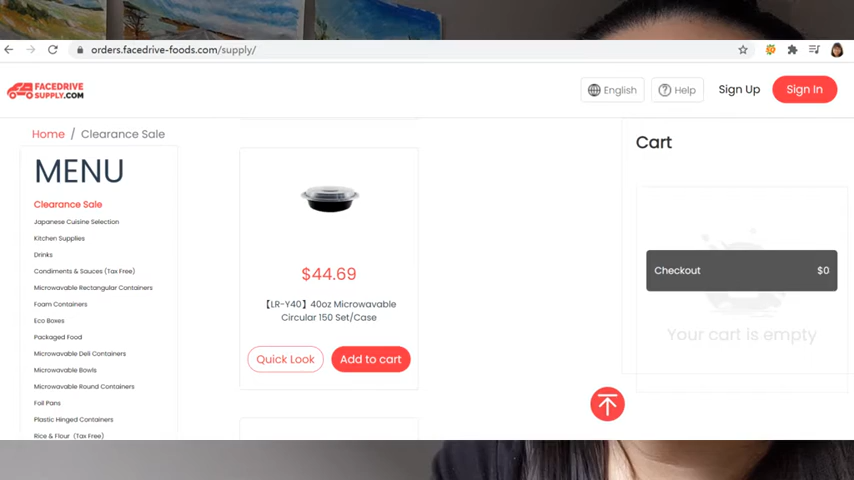 orders.facedrive-foods.com/supply/
FACEDRIVE
SUPPLY.COM
English
Help
Sign Up
Sign In
Home / Clearance Sale
MENU
Clearance Sale
Japanese Cuisine Selection
Kitchen Supplies
Drinks
Condiments & Sauces (Tax Free)
Microwavable Rectangular Containers
Foam Containers
Eco Boxes
Packaged Food
Microwavable Deli Containers
Microwavable Bowls
Microwavable Round Containers
Foil Pans
Plastic Hinged Containers
Rice & Flour (Tax Free)
$44.69
【LR-Y40】40oz Microwavable
Circular 150 Set/Case
Quick Look
Add to cart
Cart
Checkout $0
Your cart is empty